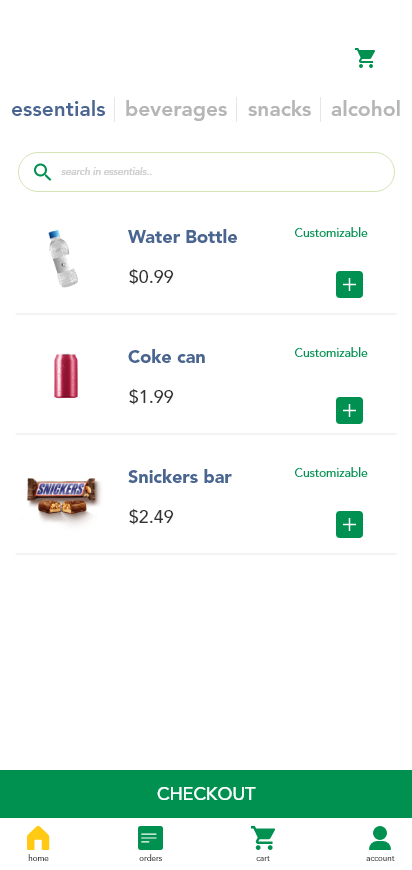 essentials beverages snacks alcohol
search in essentials..
Water Bottle Customizable
$0.99
Coke can Customizable
$1.99
Snickers bar Customizable
SNICKERS
$2.49
CHECKOUT
home orders cart account